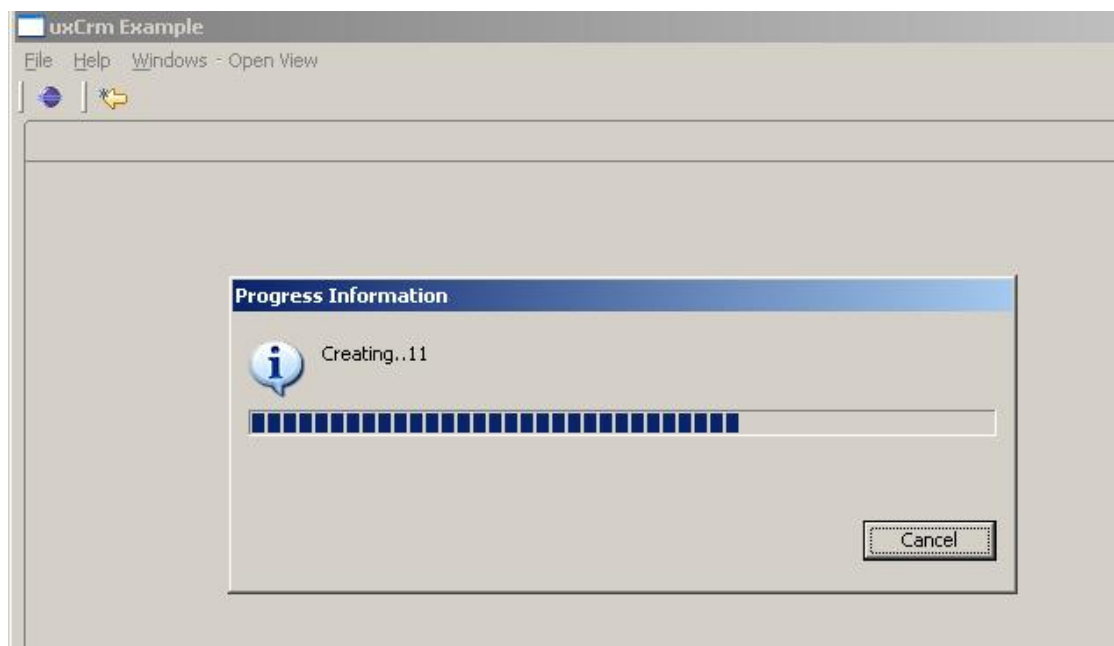 uxCrm Example
File Help Windows - Open View
Progress Information
Creating..11
Cancel